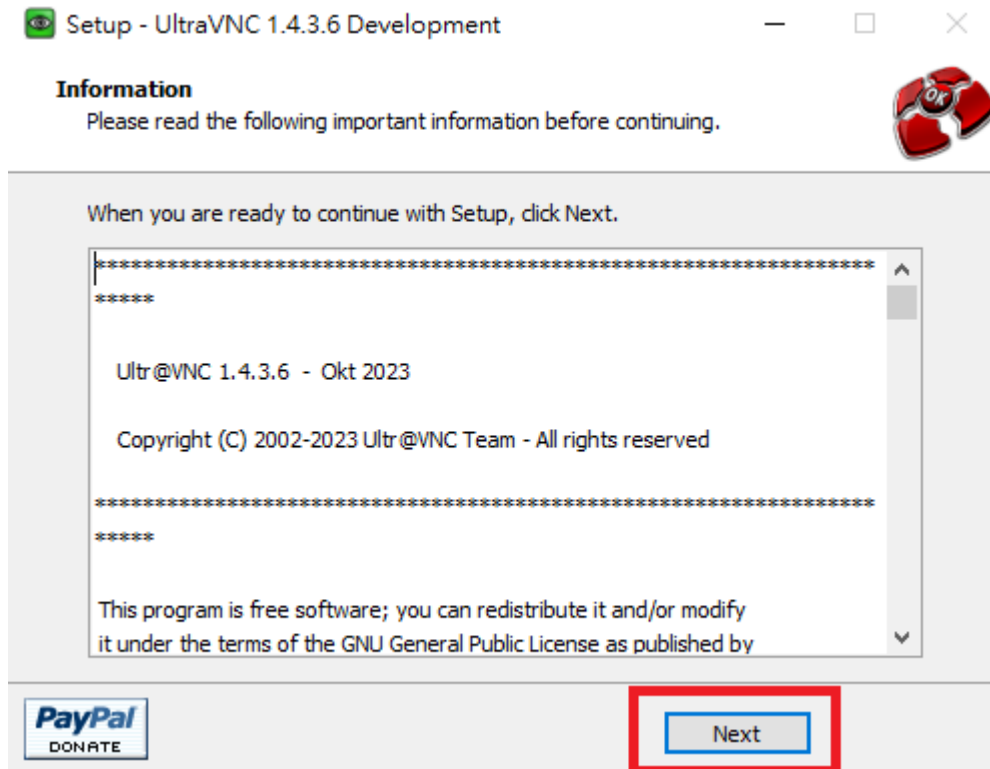 Setup - UltraVNC 1.4.3.6 Development
Information
Please read the following important information before continuing.
OK
When you are ready to continue with Setup, click Next.
*****************************************************************
*****
Ultr@VNC 1.4.3.6 - Okt 2023
Copyright (C) 2002-2023 Ultr@VNC Team - All rights reserved
*****************************************************************
*****
This program is free software; you can redistribute it and/or modify
it under the terms of the GNU General Public License as published by
PayPal
DONATE
Next